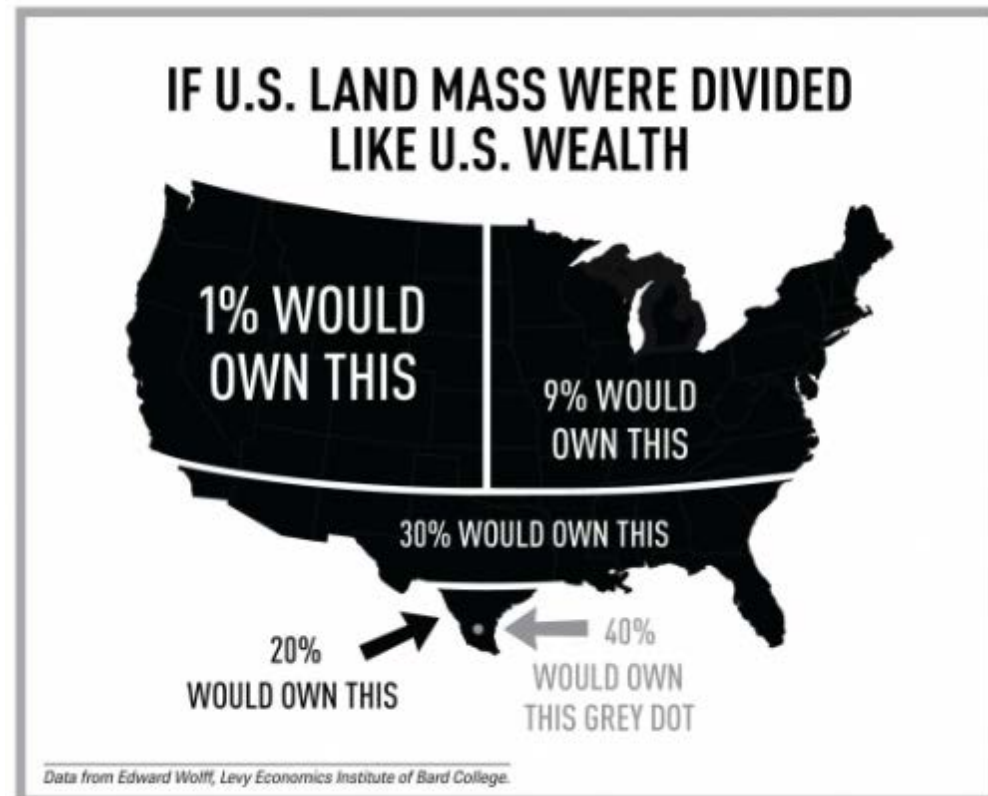 IF U.S. LAND MASS WERE DIVIDED
LIKE U.S. WEALTH
1% WOULD
OWN THIS
9% WOULD
OWN THIS
30% WOULD OWN THIS
20%
WOULD OWN THIS
40%
WOULD OWN
THIS GREY DOT
Data from Edward Wolff, Levy Economics Institute of Bard College.